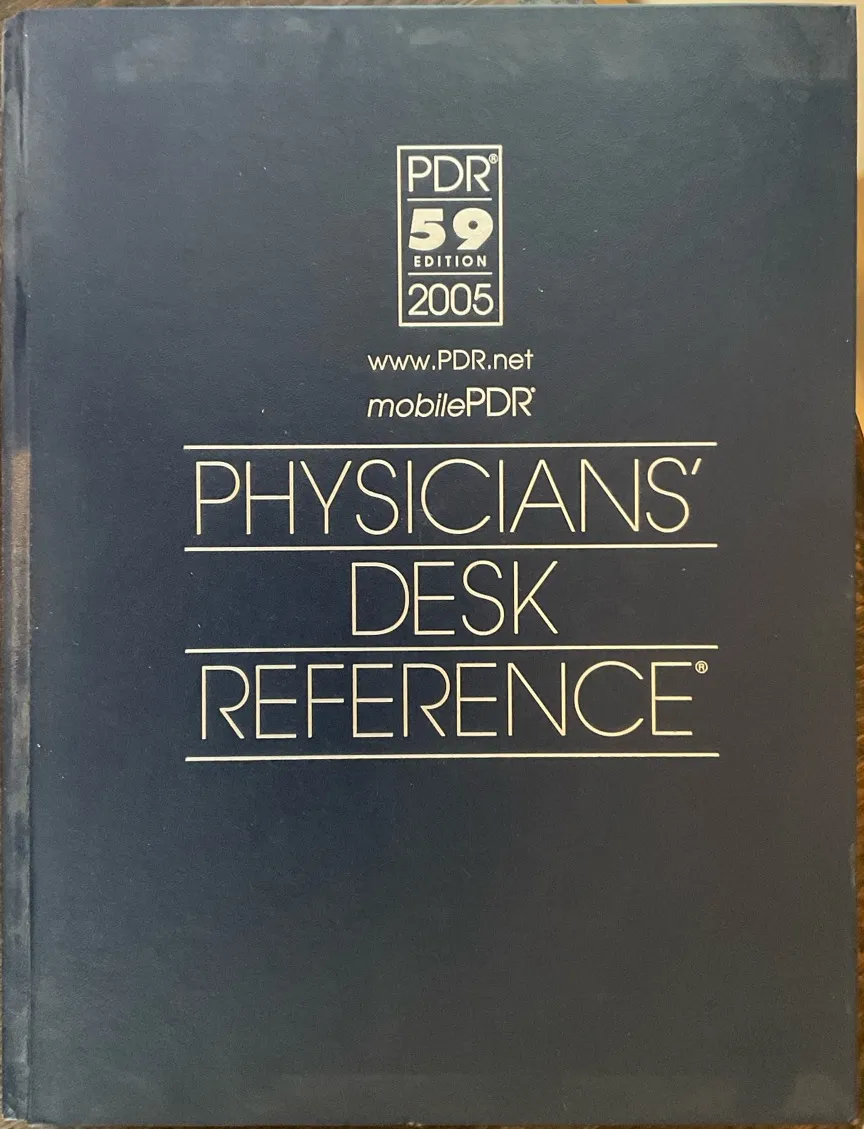 PDR®
59
EDITION
2005
www.PDR.net
mobilePDR®
PHYSICIANS’
DESK
REFERENCE®